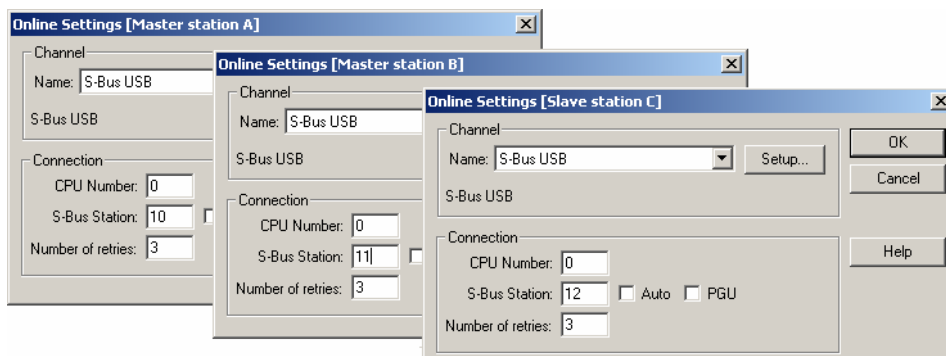 Online Settings [Master station A]
Channel
Name: S-Bus USB
S-Bus USB
Connection
CPU Number: 0
S-Bus Station: 10
Number of retries: 3
Online Settings [Master station B]
Channel
Name: S-Bus USB
S-Bus USB
Connection
CPU Number: 0
S-Bus Station: 11
Number of retries: 3
Online Settings [Slave station C]
Channel
Name: S-Bus USB Setup...
S-Bus USB
Connection
CPU Number: 0
S-Bus Station: 12 Auto PGU
Number of retries: 3
OK
Cancel
Help